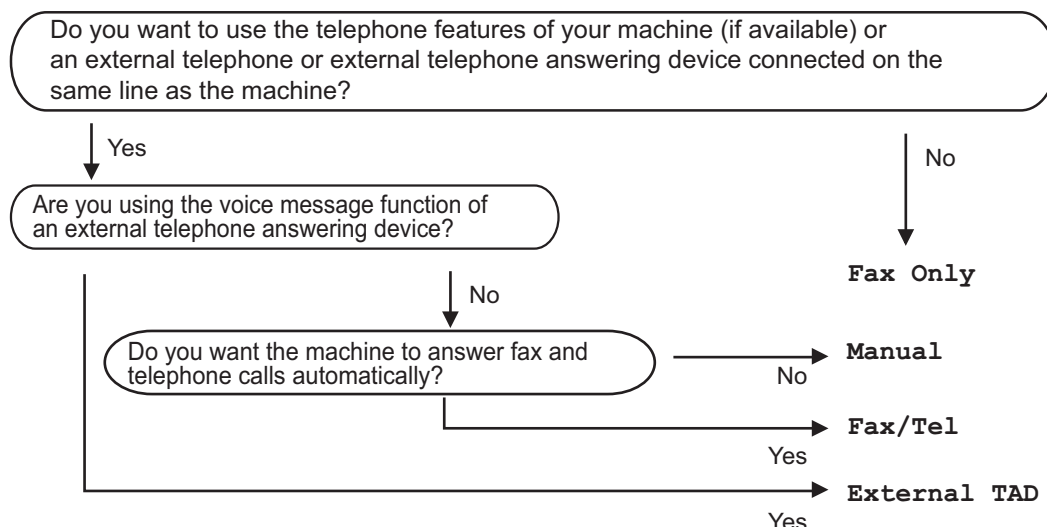 Do you want to use the telephone features of your machine (if available) or
an external telephone or external telephone answering device connected on the
same line as the machine?
Yes
No
Are you using the voice message function of
an external telephone answering device?
Fax Only
No
Do you want the machine to answer fax and
telephone calls automatically?
Manual
No
Fax/Tel
Yes
External TAD
Yes